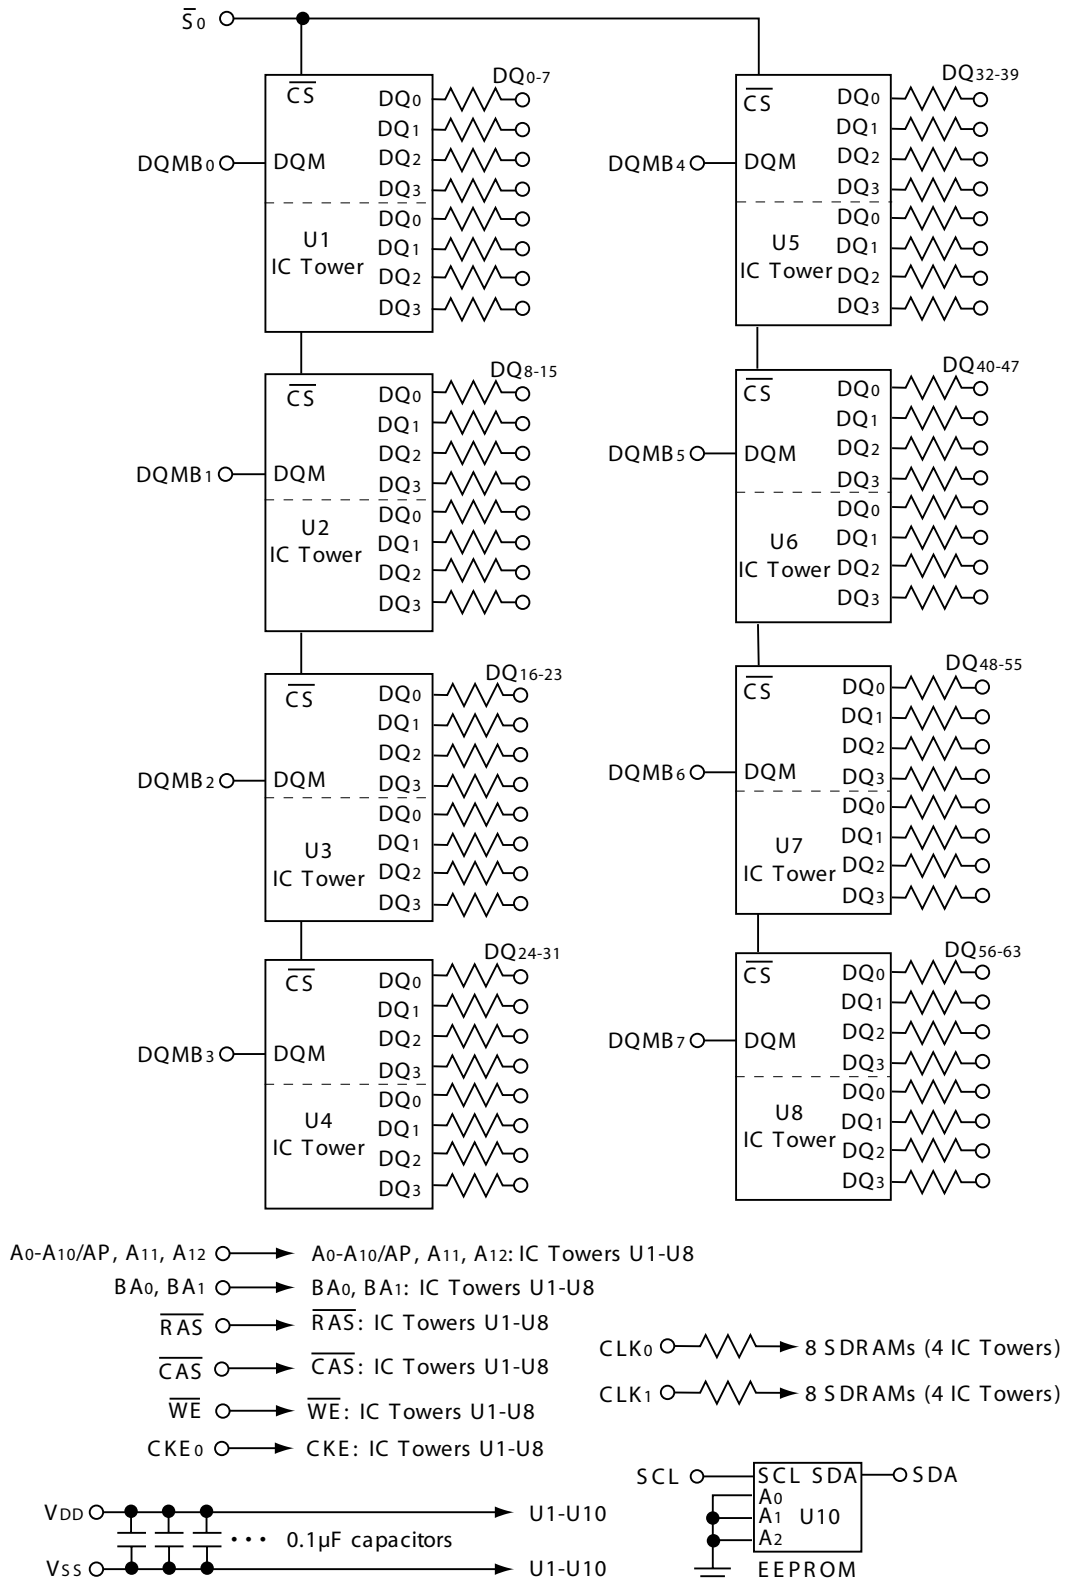 S̅0
DQ0-7
CS̅
DQ0
DQ1
DQMB0
DQM
DQ2
DQ3
DQ0
U1
DQ1
IC Tower
DQ2
DQ3
DQ8-15
CS̅
DQ0
DQ1
DQ2
DQMB1
DQM
DQ3
DQ0
U2
DQ1
IC Tower
DQ2
DQ3
DQ16-23
CS̅
DQ0
DQ1
DQ2
DQMB2
DQM
DQ3
DQ0
DQ1
U3
DQ2
IC Tower
DQ3
DQ24-31
CS̅
DQ0
DQ1
DQ2
DQMB3
DQM
DQ3
DQ0
U4
DQ1
IC Tower
DQ2
DQ3
DQ32-39
CS̅
DQ0
DQ1
DQMB4
DQM
DQ2
DQ3
DQ0
U5
DQ1
IC Tower
DQ2
DQ3
DQ40-47
CS̅
DQ0
DQ1
DQMB5
DQM
DQ2
DQ3
DQ0
U6
DQ1
IC Tower
DQ2
DQ3
DQ48-55
CS̅
DQ0
DQ1
DQ2
DQMB6
DQM
DQ3
DQ0
DQ1
U7
DQ2
IC Tower
DQ3
DQ56-63
CS̅
DQ0
DQ1
DQMB7
DQM
DQ2
DQ3
DQ0
U8
DQ1
IC Tower
DQ2
DQ3
A0-A10/AP, A11, A12
A0-A10/AP, A11, A12: IC Towers U1-U8
BA0, BA1
BA0, BA1: IC Towers U1-U8
R̅A̅S̅
R̅A̅S̅: IC Towers U1-U8
C̅A̅S̅
C̅A̅S̅: IC Towers U1-U8
W̅E̅
W̅E̅: IC Towers U1-U8
CKE0
CKE: IC Towers U1-U8
CLK0
8 SDRAMs (4 IC Towers)
CLK1
8 SDRAMs (4 IC Towers)
VDD
U1-U10
··· 0.1µF capacitors
VSS
U1-U10
SCL
SCL SDA
SDA
A0
A1
U10
A2
EEPROM